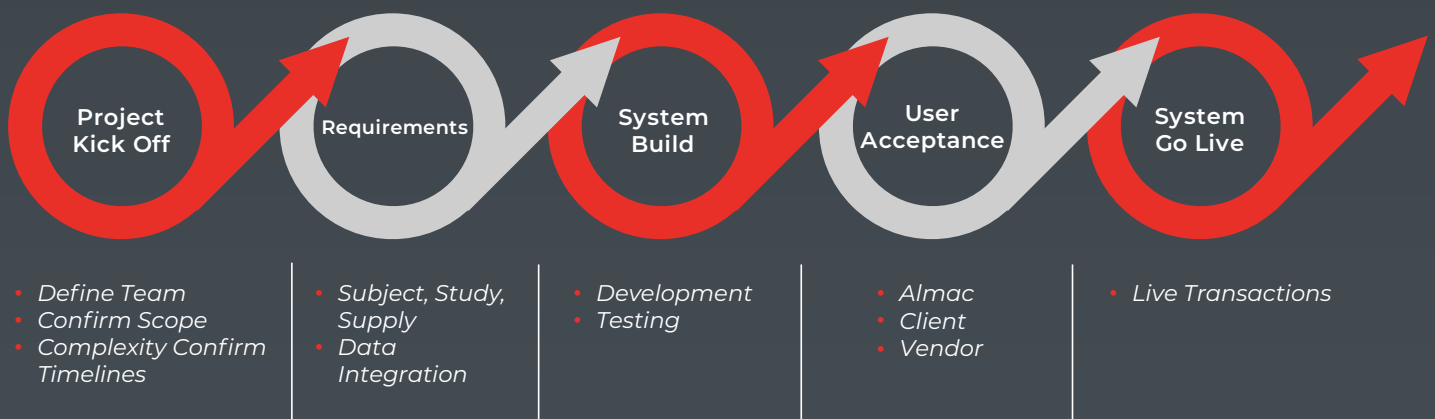 Project
Kick Off
Requirements
System
Build
User
Acceptance
System
Go Live
• Define Team
• Confirm Scope
• Complexity Confirm
Timelines
• Subject, Study,
Supply
• Data
Integration
• Development
• Testing
• Almac
• Client
• Vendor
• Live Transactions